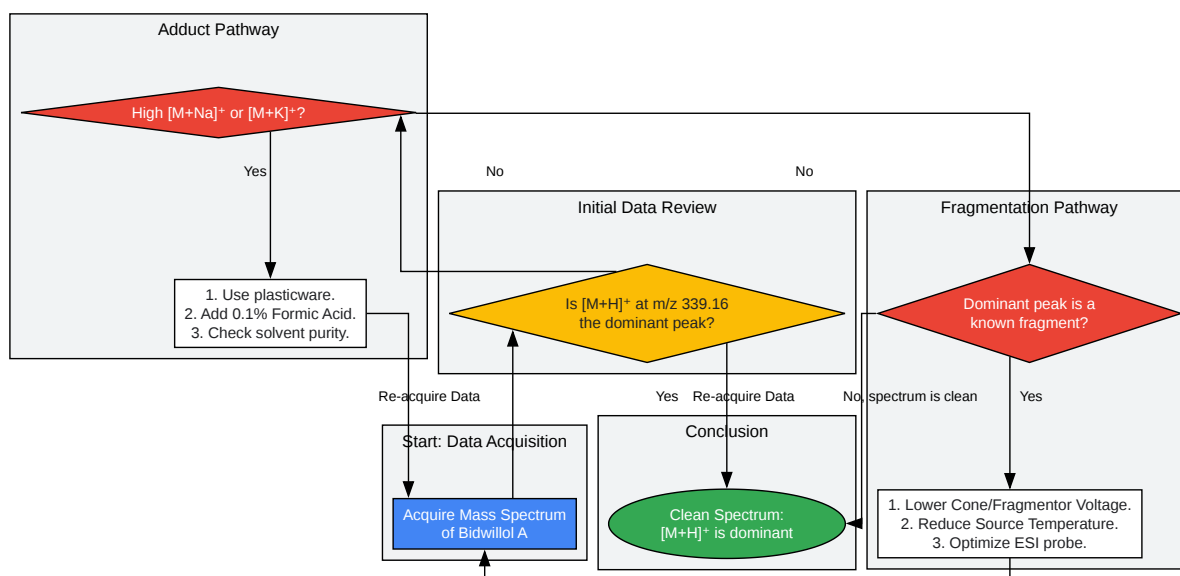 Adduct Pathway
High [M+Na]⁺ or [M+K]⁺?
Yes
No
No
1. Use plasticware.
2. Add 0.1% Formic Acid.
3. Check solvent purity.
Initial Data Review
Is [M+H]⁺ at m/z 339.16
the dominant peak?
Fragmentation Pathway
Dominant peak is a
known fragment?
Re-acquire Data
Yes
Re-acquire Data
No, spectrum is clean
Yes
Start: Data Acquisition
Acquire Mass Spectrum
of Bidwillol A
Conclusion
Clean Spectrum:
[M+H]⁺ is dominant
1. Lower Cone/Fragmentor Voltage.
2. Reduce Source Temperature.
3. Optimize ESI probe.